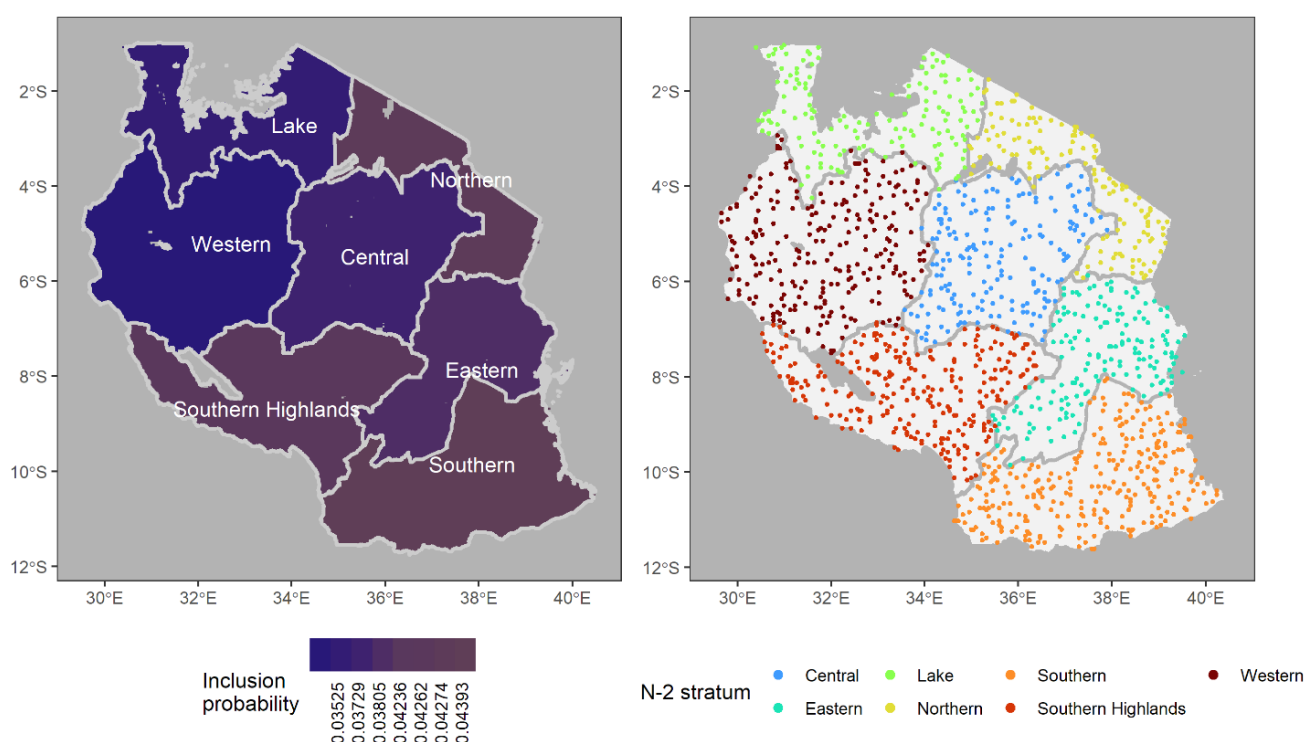 2°S
4°S
6°S
8°S
10°S
12°S
30°E 32°E 34°E 36°E 38°E 40°E
Lake
Northern
Western
Central
Eastern
Southern Highlands
Southern
2°S
4°S
6°S
8°S
10°S
12°S
30°E 32°E 34°E 36°E 38°E 40°E
Inclusion
probability
0.03525
0.03729
0.03805
0.04236
0.04262
0.04274
0.04393
N-2 stratum
Central Lake Southern Western
Eastern Northern Southern Highlands